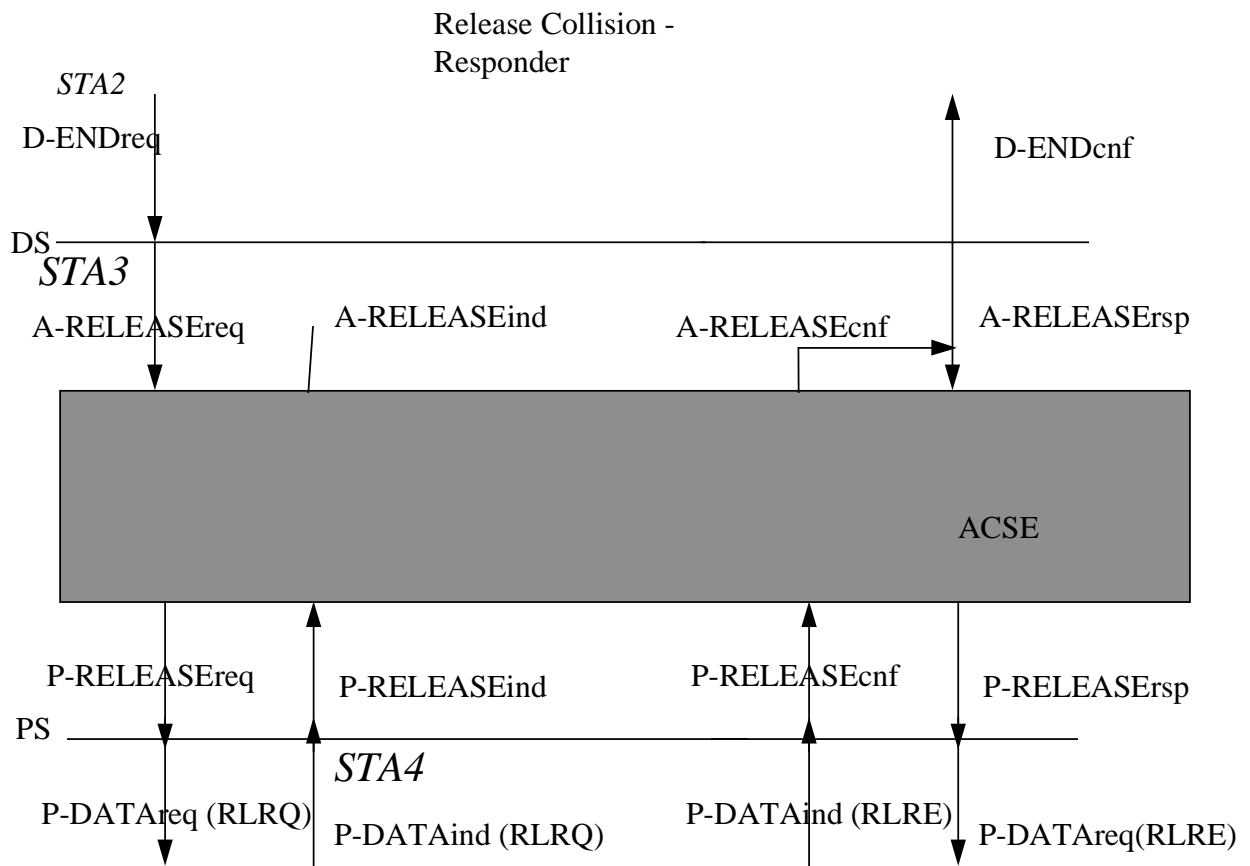 Release Collision -
Responder
STA2
D-ENDreq
D-ENDcnf
DS
STA3
A-RELEASEreq
A-RELEASEind
A-RELEASEcnf
A-RELEASErsp
ACSE
P-RELEASEreq
P-RELEASEind
P-RELEASEcnf
P-RELEASErsp
PS
STA4
P-DATAreq (RLRQ)
P-DATAind (RLRQ)
P-DATAind (RLRE)
P-DATAreq(RLRE)